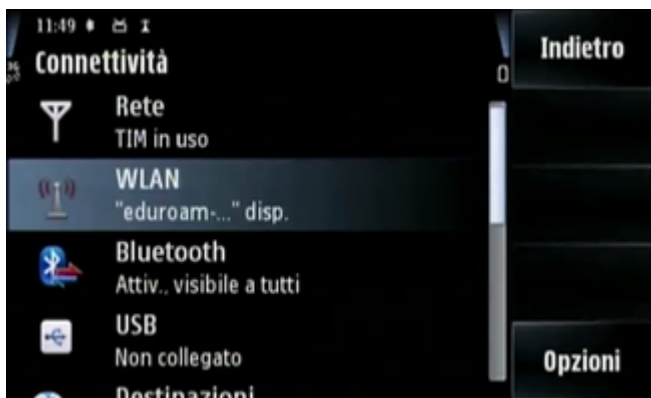 11:49
Connettività
Indietro
Rete
TIM in uso
WLAN
"eduroam-..." disp.
Bluetooth
Attiv., visibile a tutti
USB
Non collegato
Opzioni
Destinazioni